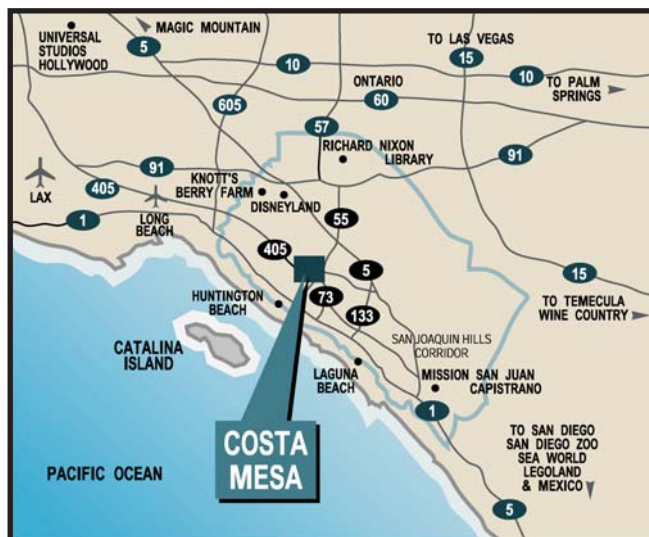 UNIVERSAL
STUDIOS
HOLLYWOOD
MAGIC MOUNTAIN
5
10
605
ONTARIO
60
TO LAS VEGAS
15
10
TO PALM
SPRINGS
57
RICHARD NIXON
LIBRARY
91
91
KNOTT'S
BERRY FARM
DISNEYLAND
LAX
405
LONG
BEACH
1
55
405
5
73
133
15
TO TEMECULA
WINE COUNTRY
HUNTINGTON
BEACH
SAN JOAQUIN HILLS
CORRIDOR
CATALINA
ISLAND
LAGUNA
BEACH
MISSION SAN JUAN
CAPISTRANO
1
COSTA
MESA
PACIFIC OCEAN
TO SAN DIEGO
SAN DIEGO ZOO
SEA WORLD
LEGOLAND
& MEXICO
5